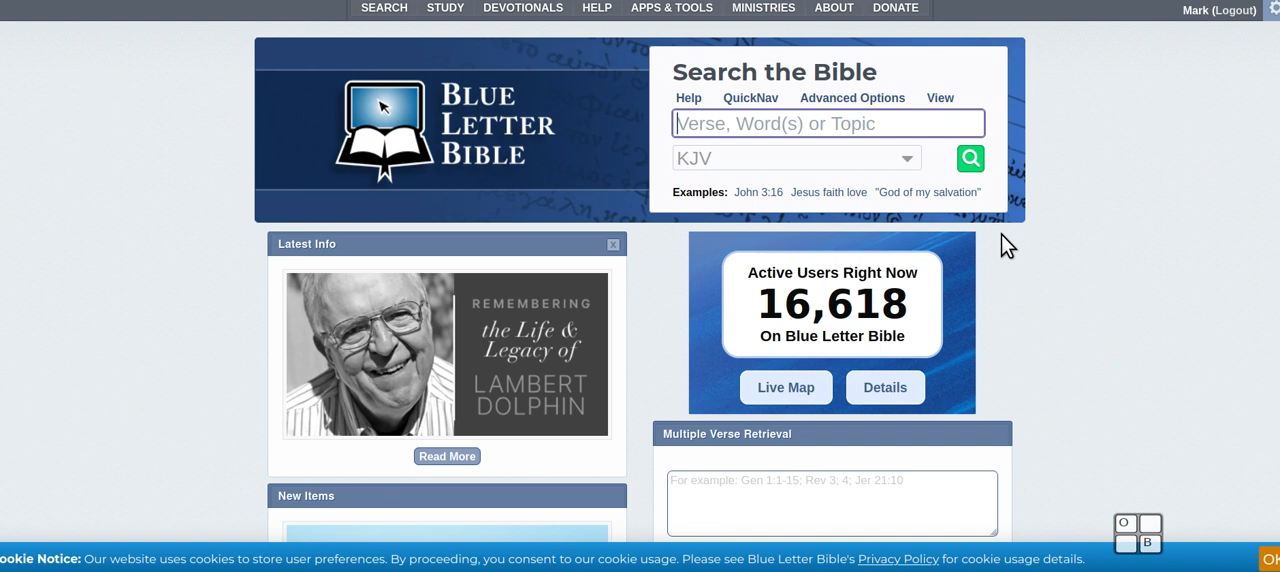 SEARCH STUDY DEVOTIONALS HELP APPS & TOOLS MINISTRIES ABOUT DONATE
Mark (Logout)
BLUE
LETTER
BIBLE
Search the Bible
Help QuickNav Advanced Options View
Verse, Word(s) or Topic
KJV
Examples: John 3:16 Jesus faith love "God of my salvation"
Latest Info
x
REMEMBERING
the Life &
Legacy of
LAMBERT
DOLPHIN
Read More
New Items
Active Users Right Now
16,618
On Blue Letter Bible
Live Map Details
Multiple Verse Retrieval
For example: Gen 1:1-15; Rev 3; 4; Jer 21:10
O
B
ookie Notice: Our website uses cookies to store user preferences. By proceeding, you consent to our cookie usage. Please see Blue Letter Bible's Privacy Policy for cookie usage details.
OK